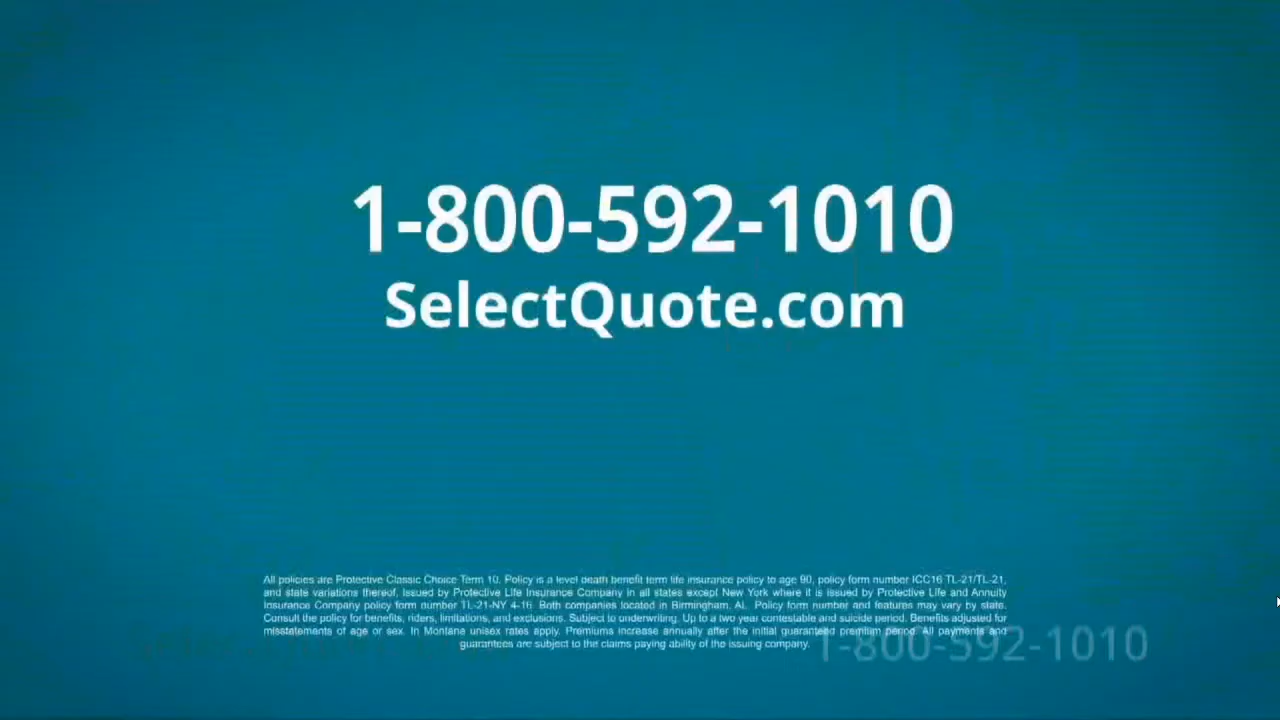 1-800-592-1010
SelectQuote.com
All policies are Protective Classic Choice Term 10. Policy is a level death benefit term life insurance policy to age 90, policy form number ICC16 TL-21/TL-21,
and state variations thereof, issued by Protective Life Insurance Company in all states except New York where it is issued by Protective Life and Annuity
Insurance Company policy form number TL-21-NY 4-16. Both companies located in Birmingham, AL. Policy form number and features may vary by state.
Consult the policy for benefits, riders, limitations, and exclusions. Subject to underwriting. Up to a two year contestable and suicide period. Benefits adjusted for
misstatements of age or sex. In Montana unisex rates apply. Premiums increase annually after the initial guaranteed premium period. All payments and
guarantees are subject to the claims paying ability of the issuing company.
1-800-592-1010